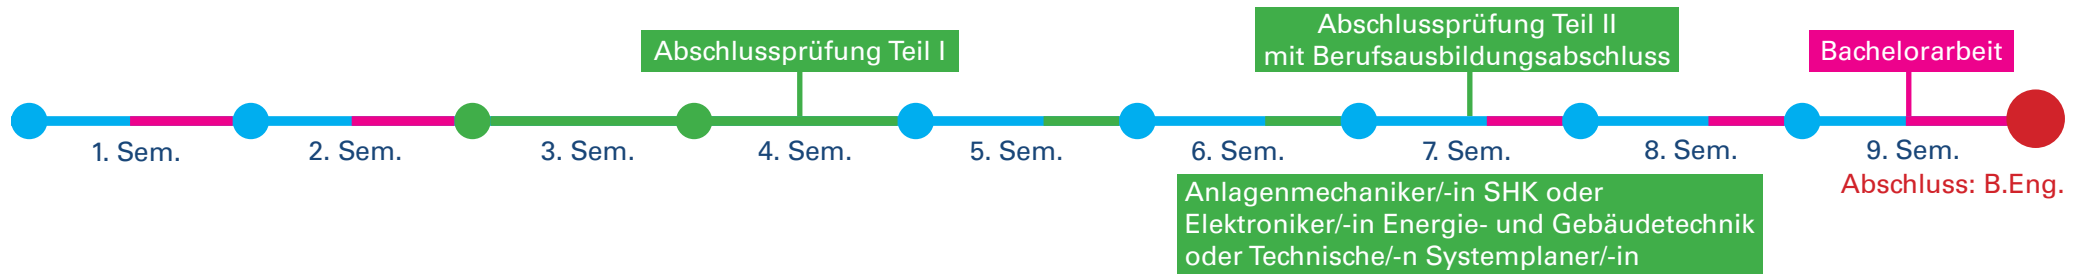 Abschlussprüfung Teil I
Abschlussprüfung Teil II
mit Berufsausbildungsabschluss
Bachelorarbeit
1. Sem.
2. Sem.
3. Sem.
4. Sem.
5. Sem.
6. Sem.
7. Sem.
8. Sem.
9. Sem.
Abschluss: B.Eng.
Anlagenmechaniker/-in SHK oder
Elektroniker/-in Energie- und Gebäudetechnik
oder Technische/-n Systemplaner/-in